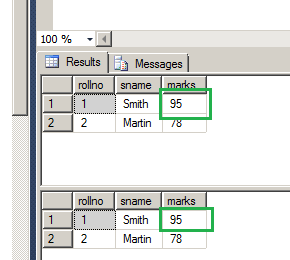 100 %
Results Messages
rollno sname marks
1 1 Smith 95
2 2 Martin 78
rollno sname marks
1 1 Smith 95
2 2 Martin 78